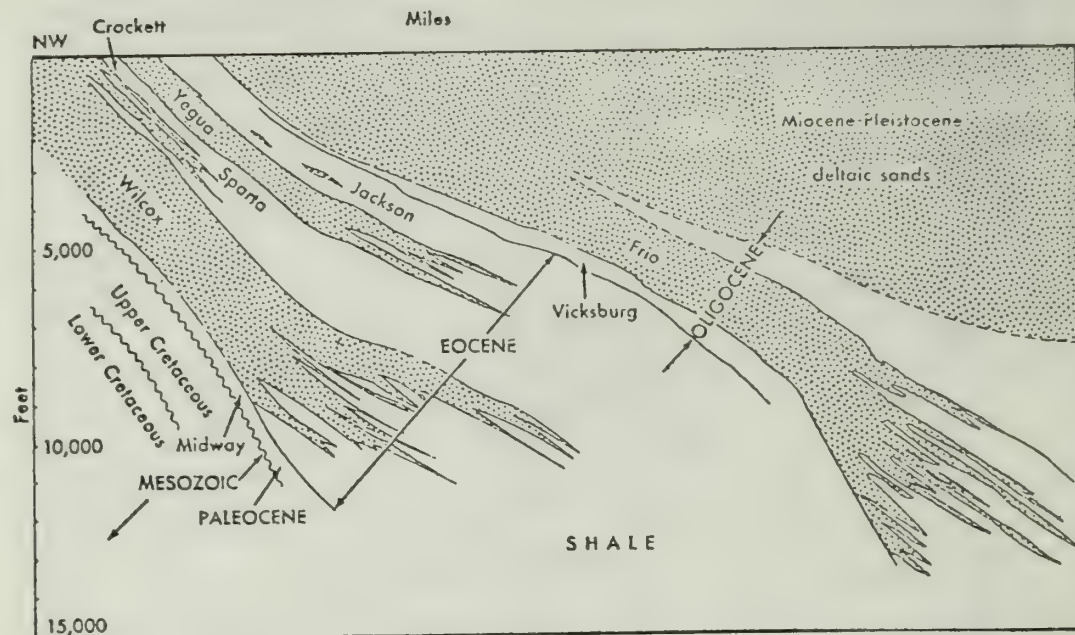 Miles
Crockett
NW
Yegua
Sparta
Jackson
Wilcox
Miocene-Pleistocene
deltaic sands
Frio
OLIGOCENE
Vicksburg
EOCENE
Feet
5,000
10,000
15,000
Upper Cretaceous
Lower Cretaceous
Midway
MESOZOIC
PALEOCENE
SHALE